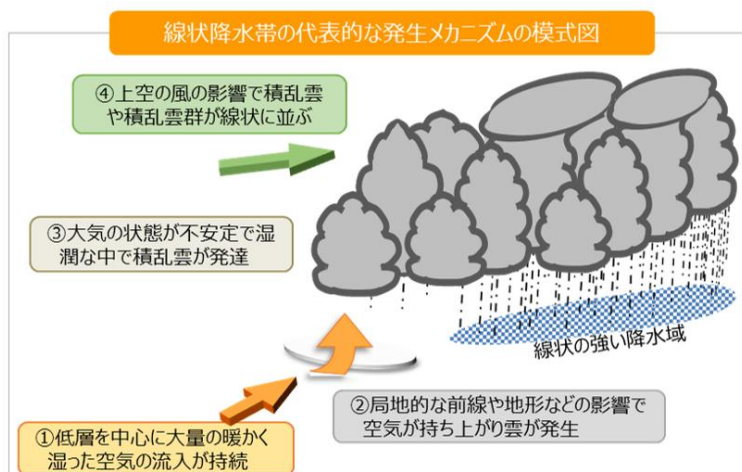 線状降水帯の代表的な発生メカニズムの模式図
④上空の風の影響で積乱雲
や積乱雲群が線状に並ぶ
③大気の状態が不安定で湿
潤な中で積乱雲が発達
線状の強い降水域
②局地的な前線や地形などの影響で
空気が持ち上がり雲が発生
①低層を中心に大量の暖かく
湿った空気の流入が持続